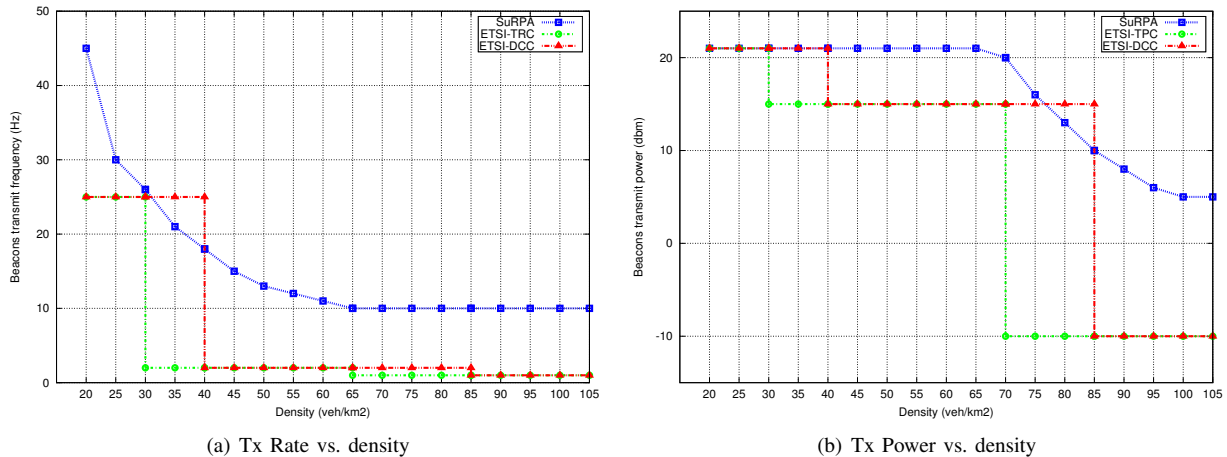 50
40
30
20
10
0
Beacons transmit frequency (Hz)
SuRPA
ETSI-TRC
ETSI-DCC
20 25 30 35 40 45 50 55 60 65 70 75 80 85 90 95 100 105
Density (veh/km2)
(a) Tx Rate vs. density
20
10
0
-10
Beacons transmit power (dbm)
SuRPA
ETSI-TPC
ETSI-DCC
20 25 30 35 40 45 50 55 60 65 70 75 80 85 90 95 100 105
Density (veh/km2)
(b) Tx Power vs. density